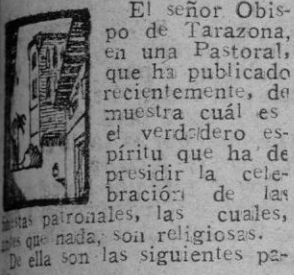 El señor Obis-
po de Tarazona,
en una Pastoral,
que ha publicado
recientemente, de
muestra cuál es
el verdadero es-
píritu que ha de
presidir la cele-
bración de las
fiestas patronales, las cuales,
antes que nada, son religiosas.
De ella son las siguientes pa-